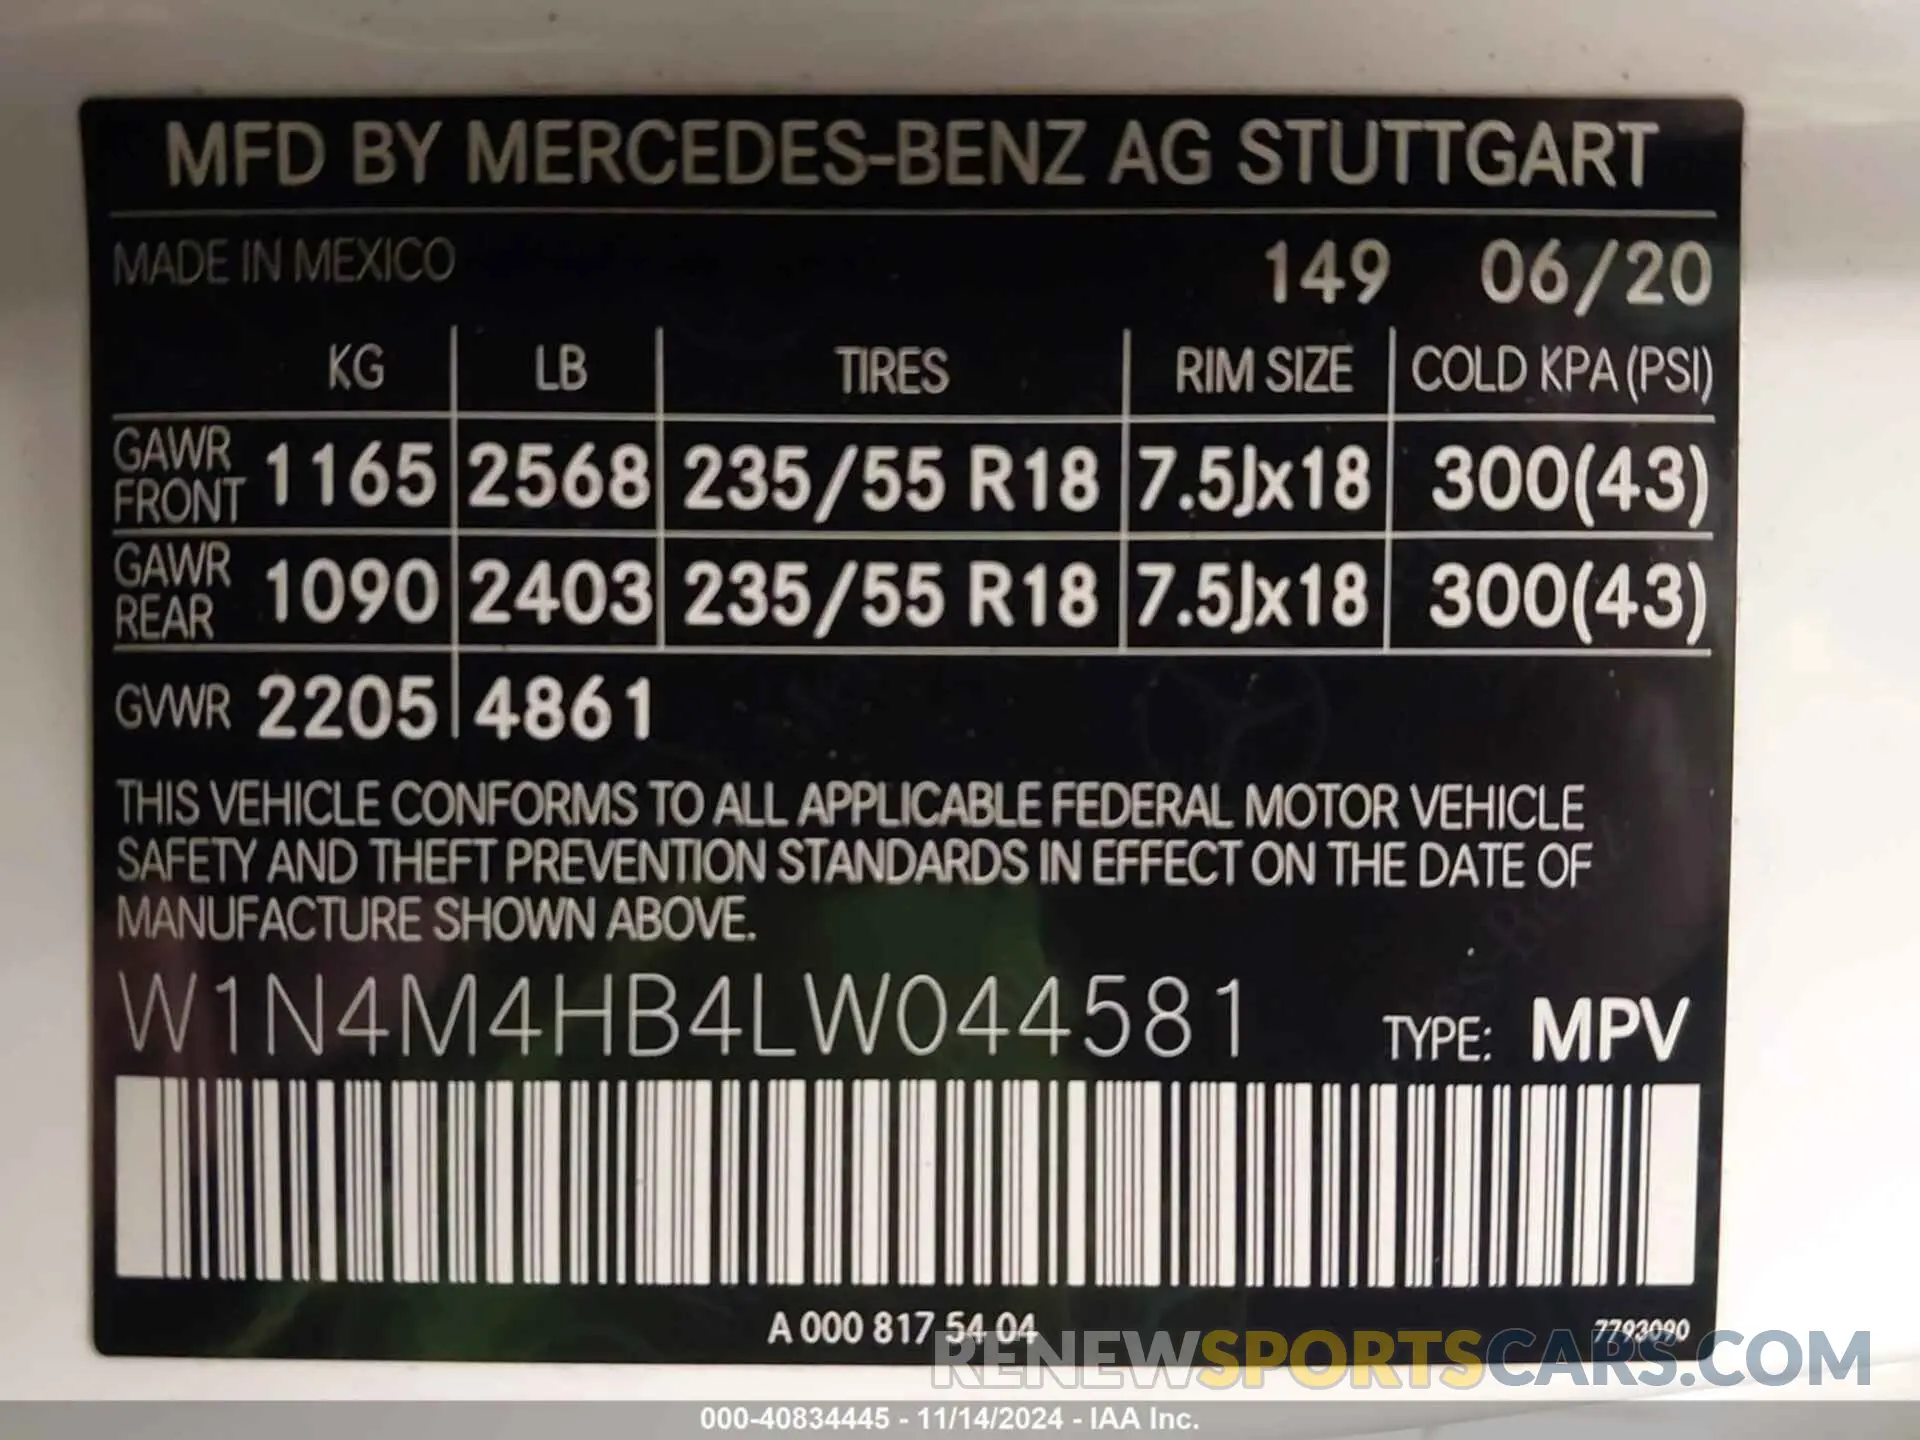 MFD BY MERCEDES-BENZ AG STUTTGART
MADE IN MEXICO 149 06/20
KG LB TIRES RIM SIZE COLD KPA (PSI)
GAWR FRONT 1165 2568 235/55 R18 7.5Jx18 300(43)
GAWR REAR 1090 2403 235/55 R18 7.5Jx18 300(43)
GVWR 2205 4861
THIS VEHICLE CONFORMS TO ALL APPLICABLE FEDERAL MOTOR VEHICLE
SAFETY AND THEFT PREVENTION STANDARDS IN EFFECT ON THE DATE OF
MANUFACTURE SHOWN ABOVE.
W1N4M4HB4LW044581 TYPE: MPV
A 000 817 54 04 7793090
RENEWSPORTSCARS.COM
000-40834445 - 11/14/2024 - IAA Inc.